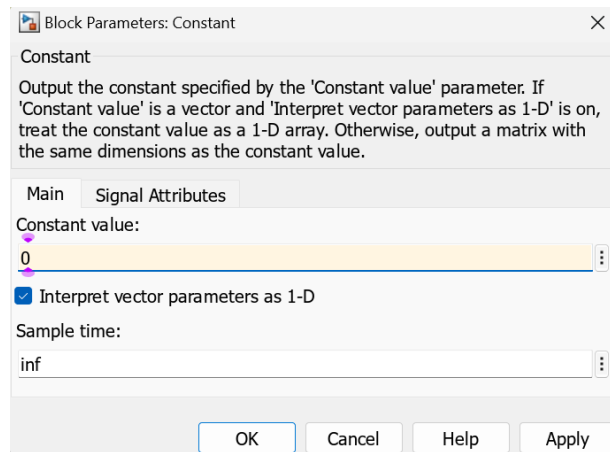 Block Parameters: Constant
Constant
Output the constant specified by the 'Constant value' parameter. If
'Constant value' is a vector and 'Interpret vector parameters as 1-D' is on,
treat the constant value as a 1-D array. Otherwise, output a matrix with
the same dimensions as the constant value.
Main Signal Attributes
Constant value:
0
Interpret vector parameters as 1-D
Sample time:
inf
OK Cancel Help Apply